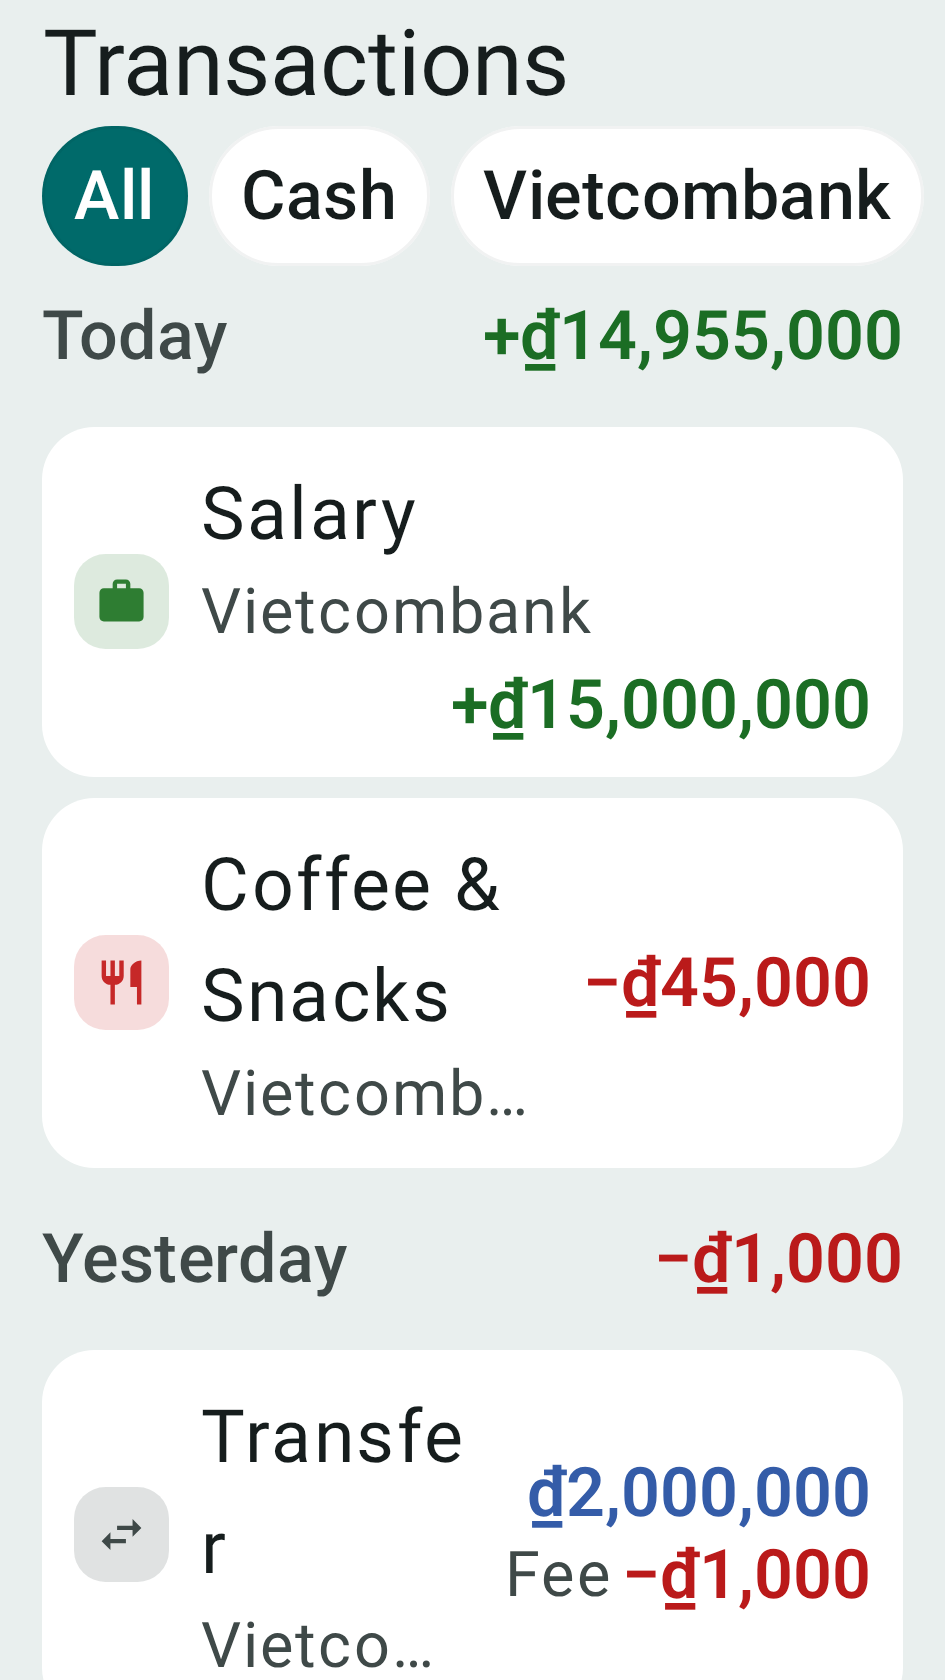 Transactions
All Cash Vietcombank
Today +₫14,955,000
Salary
Vietcombank
+₫15,000,000
Coffee &
Snacks
−₫45,000
Vietcomb…
Yesterday −₫1,000
Transfe
r
₫2,000,000
Fee −₫1,000
Vietco…